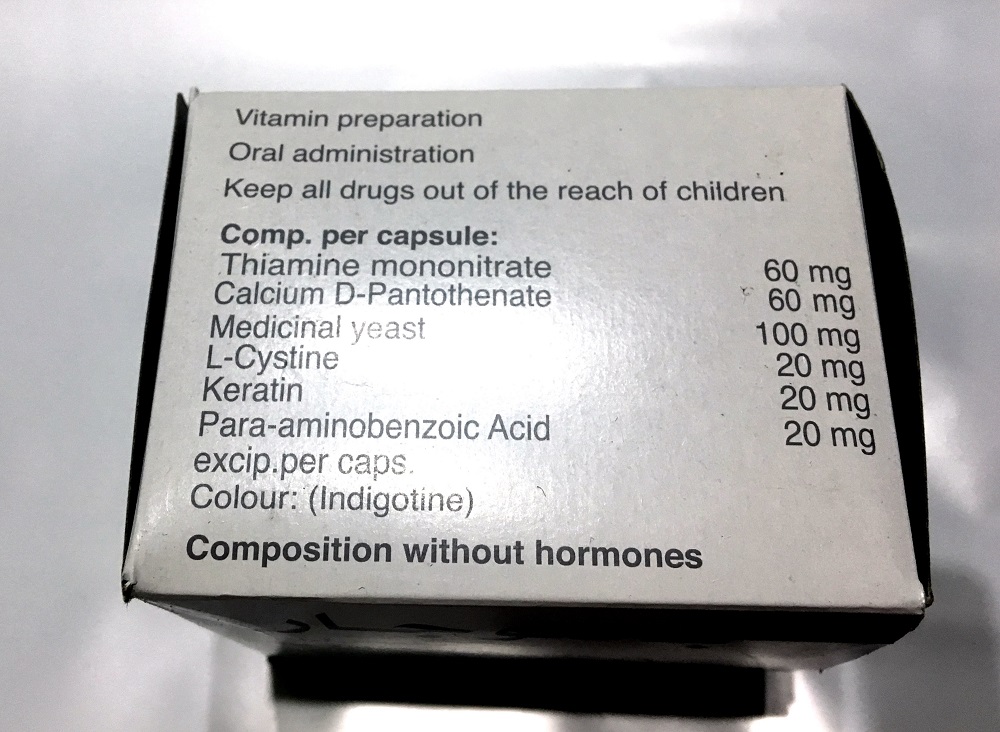 Vitamin preparation
Oral administration
Keep all drugs out of the reach of children
Comp. per capsule:
Thiamine mononitrate 60 mg
Calcium D-Pantothenate 60 mg
Medicinal yeast 100 mg
L-Cystine 20 mg
Keratin 20 mg
Para-aminobenzoic Acid 20 mg
excip.per caps.
Colour: (Indigotine)
Composition without hormones